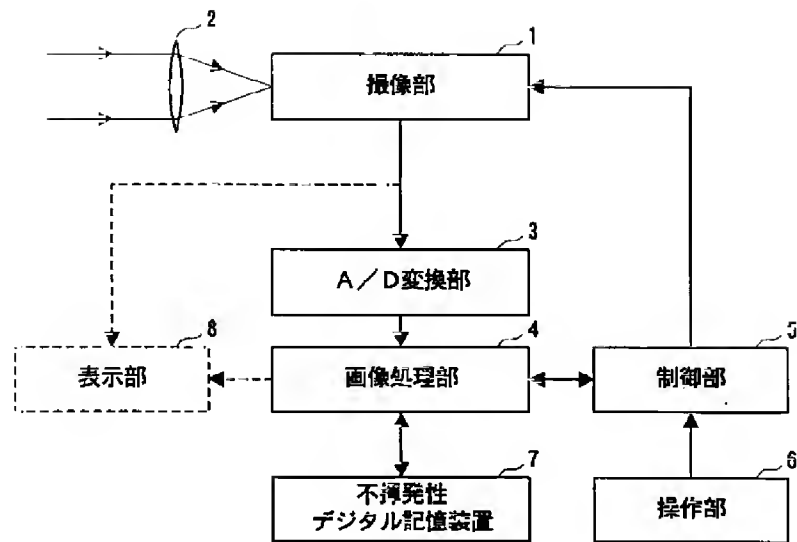 2
1
撮像部
3
A/D変換部
8
表示部
4
画像処理部
5
制御部
7
不揮発性
デジタル記憶装置
6
操作部